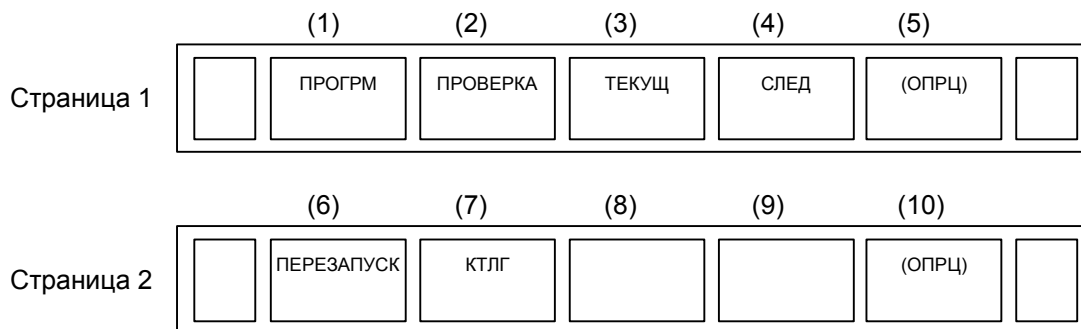 (1) (2) (3) (4) (5)
Страница 1 ПРОГРМ ПРОВЕРКА ТЕКУЩ СЛЕД (ОПРЦ)
(6) (7) (8) (9) (10)
Страница 2 ПЕРЕЗАПУСК КТЛГ (ОПРЦ)